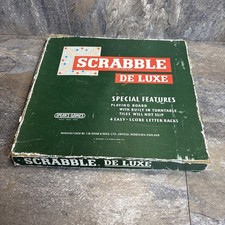 SCRABBLE
DE LUXE
SPECIAL FEATURES
PLAYING BOARD
WITH BUILT IN TURNTABLE
TILES WILL NOT SLIP
4 EASY-SCORE LETTER RACKS
SPEAR'S GAMES
SCRABBLE DE LUXE